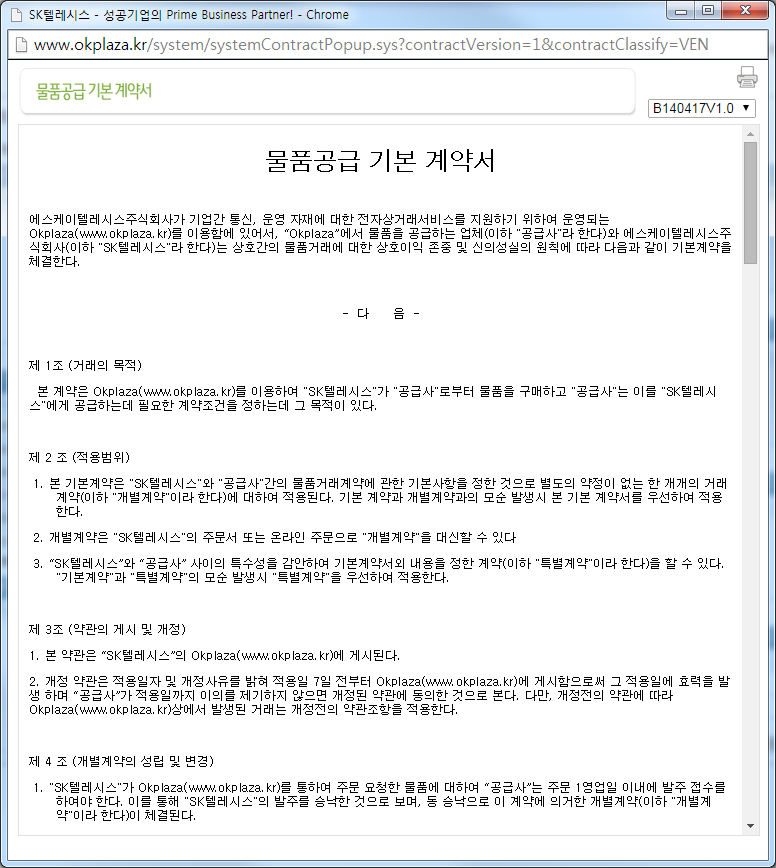 SK텔레시스 - 성공기업의 Prime Business Partner! - Chrome
www.okplaza.kr/system/systemContractPopup.sys?contractVersion=1&contractClassify=VEN
물품공급 기본 계약서
B140417V1.0
물품공급 기본 계약서
에스케이텔레시스주식회사가 기업간 통신, 운영 자재에 대한 전자상거래서비스를 지원하기 위하여 운영되는
Okplaza(www.okplaza.kr)를 이용함에 있어서, “Okplaza”에서 물품을 공급하는 업체(이하 "공급사"라 한다)와 에스케이텔레시스주
식회사(이하 "SK텔레시스"라 한다)는 상호간의 물품거래에 대한 상호이익 존중 및 신의성실의 원칙에 따라 다음과 같이 기본계약을
체결한다.
- 다 음 -
제 1조 (거래의 목적)
본 계약은 Okplaza(www.okplaza.kr)를 이용하여 "SK텔레시스"가 "공급사"로부터 물품을 구매하고 "공급사"는 이를 "SK텔레시
스"에게 공급하는데 필요한 계약조건을 정하는데 그 목적이 있다.
제 2 조 (적용범위)
1. 본 기본계약은 "SK텔레시스"와 "공급사"간의 물품거래계약에 관한 기본사항을 정한 것으로 별도의 약정이 없는 한 개개의 거래
계약(이하 "개별계약"이라 한다)에 대하여 적용된다. 기본 계약과 개별계약과의 모순 발생시 본 기본 계약서를 우선하여 적용
한다.
2. 개별계약은 "SK텔레시스"의 주문서 또는 온라인 주문으로 "개별계약"을 대신할 수 있다
3. “SK텔레시스”와 “공급사” 사이의 특수성을 감안하여 기본계약서외 내용을 정한 계약(이하 "특별계약"이라 한다)을 할 수 있다.
"기본계약"과 "특별계약"의 모순 발생시 "특별계약"을 우선하여 적용한다.
제 3조 (약관의 게시 및 개정)
1. 본 약관은 “SK텔레시스”의 Okplaza(www.okplaza.kr)에 게시된다.
2. 개정 약관은 적용일자 및 개정사유를 밝혀 적용일 7일 전부터 Okplaza(www.okplaza.kr)에 게시함으로써 그 적용일에 효력을 발
생 하며 “공급사”가 적용일까지 이의를 제기하지 않으면 개정된 약관에 동의한 것으로 본다. 다만, 개정전의 약관에 따라
Okplaza(www.okplaza.kr)상에서 발생된 거래는 개정전의 약관조항을 적용한다.
제 4 조 (개별계약의 성립 및 변경)
1. "SK텔레시스"가 Okplaza(www.okplaza.kr)를 통하여 주문 요청한 물품에 대하여 “공급사”는 주문 1영업일 이내에 발주 접수를
하여야 한다. 이를 통해 "SK텔레시스"의 발주를 승낙한 것으로 보며, 동 승낙으로 이 계약에 의거한 개별계약(이하 "개별계
약"이라 한다)이 체결된다.